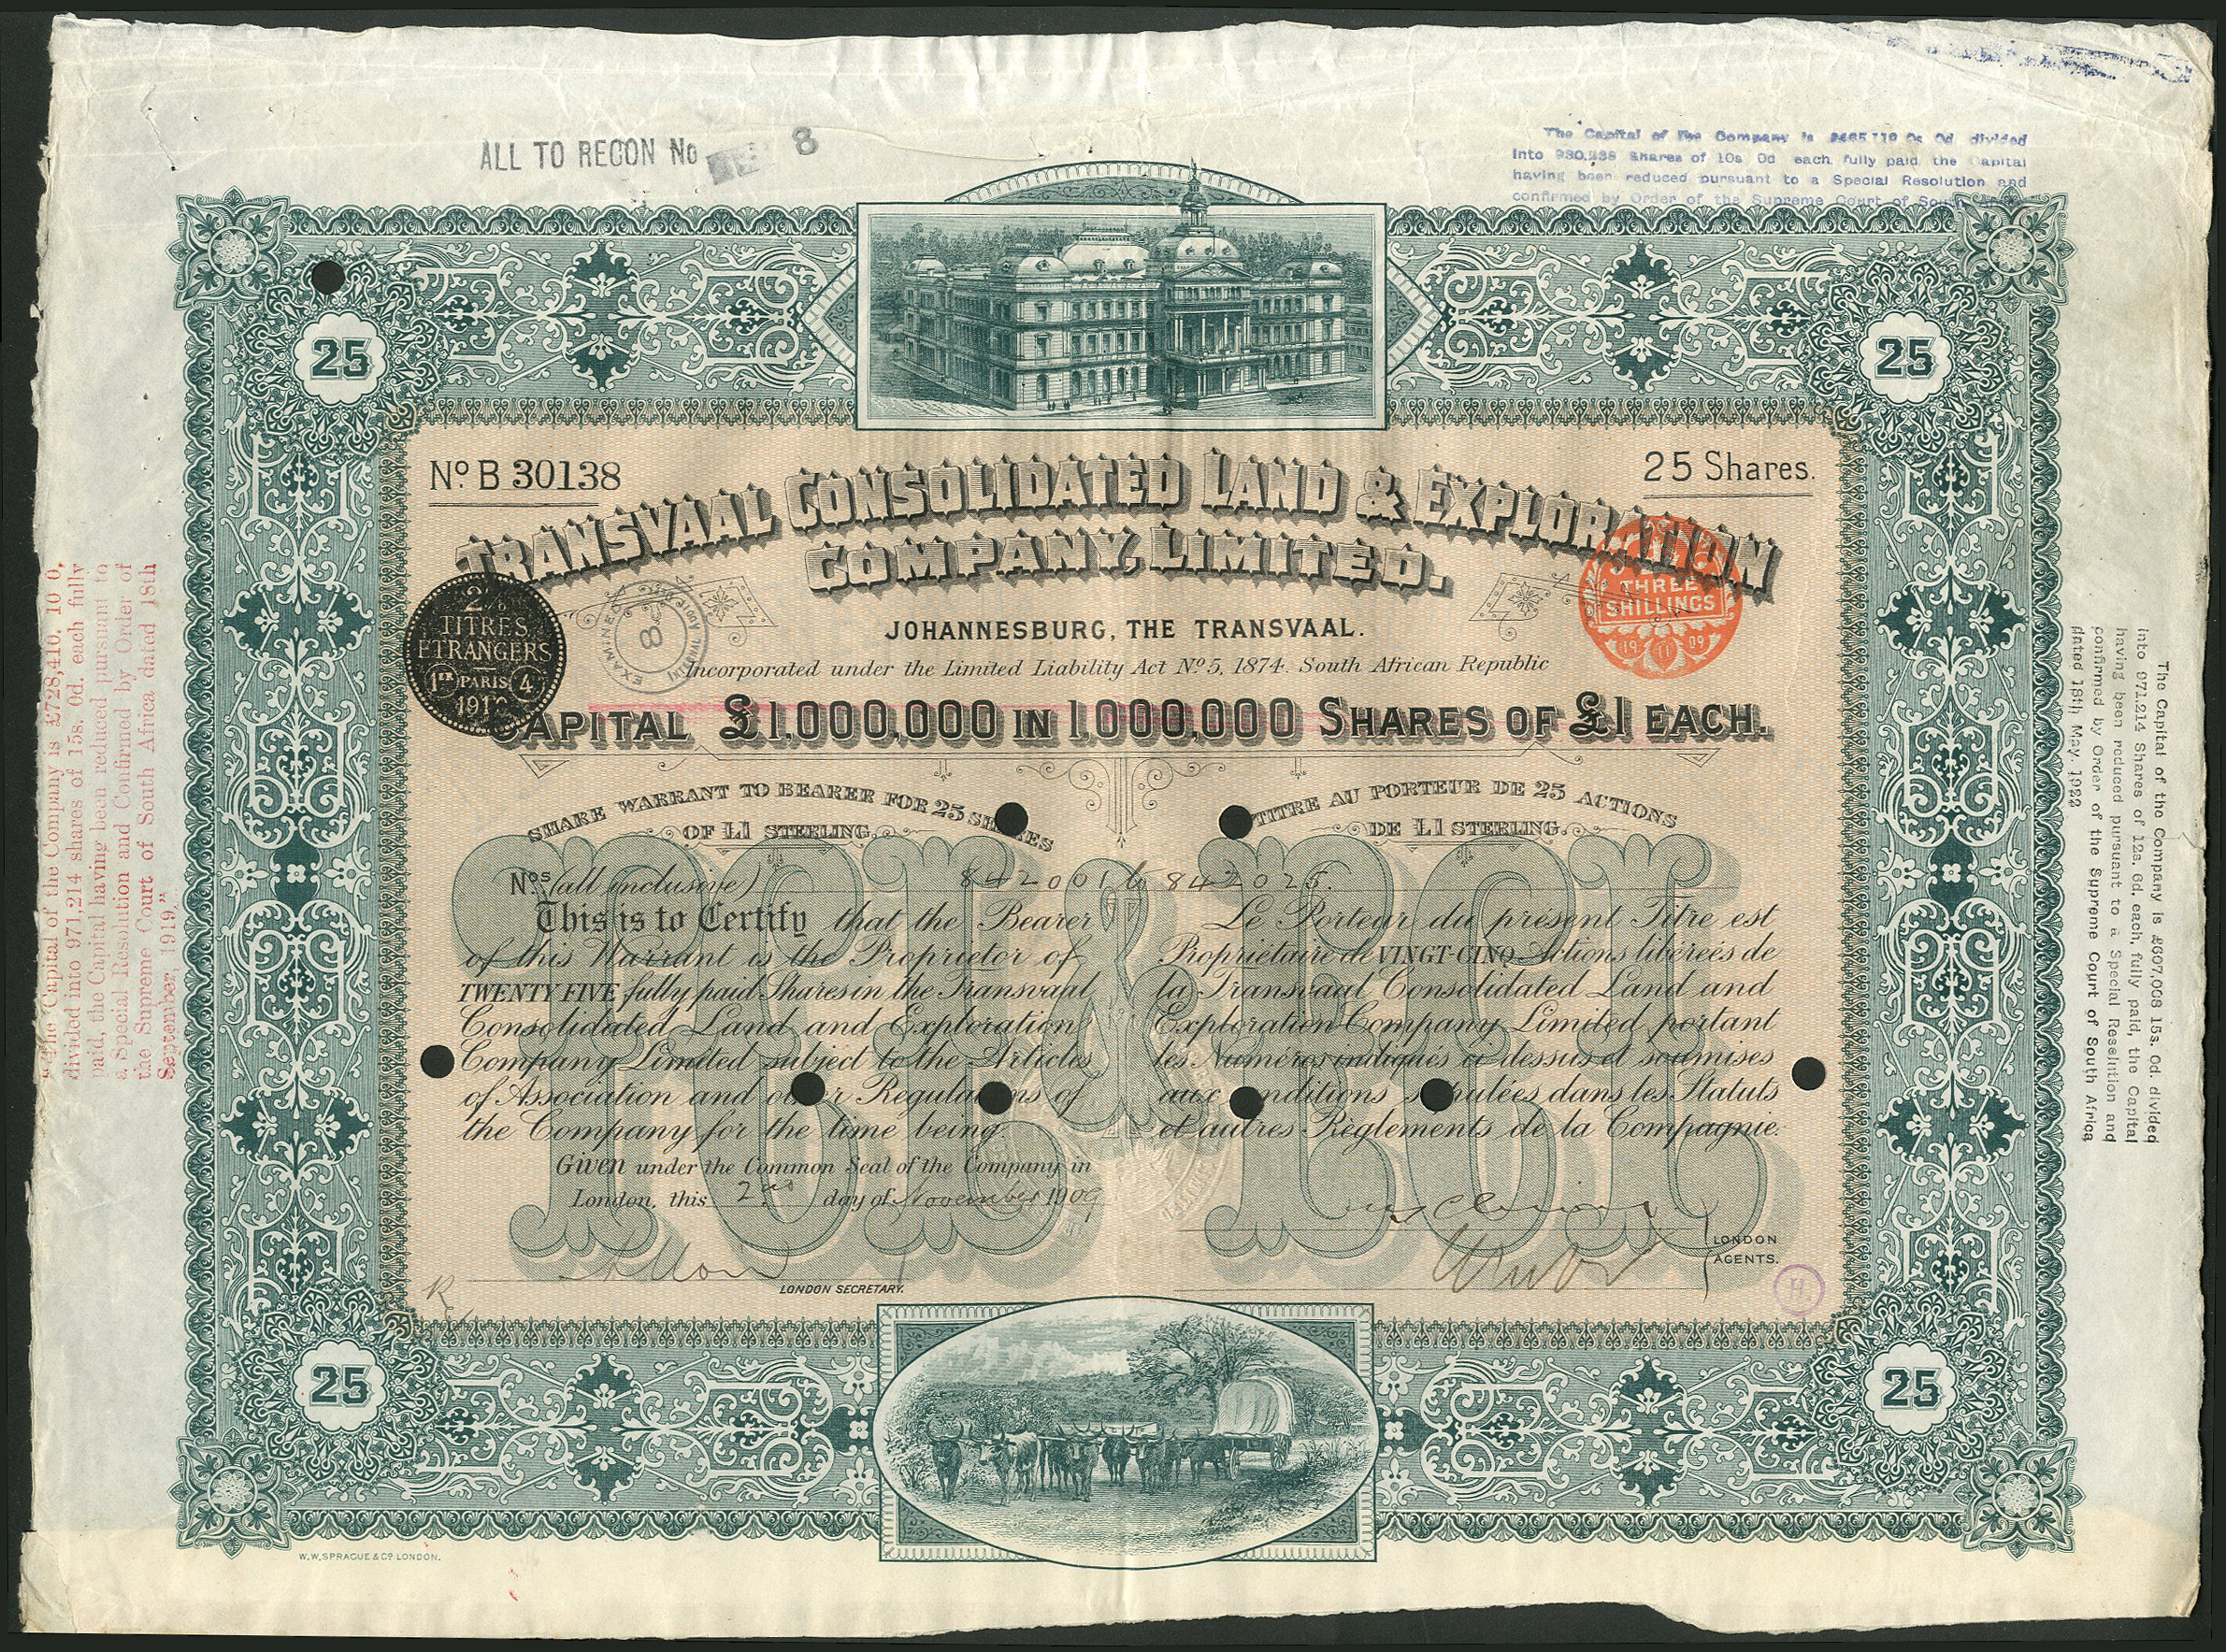 ALL TO RECON No 8
The Capital of the Company is divided
into 930.238 Shares of 10s 0d each fully paid the Capital
having been reduced pursuant to a Special Resolution and
confirmed by Order of the Supreme Court of
25
25
No. B 30138
25 Shares.
TRANSVAAL CONSOLIDATED LAND & EXPLORATION
COMPANY, LIMITED.
JOHANNESBURG, THE TRANSVAAL.
Incorporated under the Limited Liability Act No. 5, 1874. South African Republic
CAPITAL £1,000,000 IN 1,000,000 SHARES OF £1 EACH.
2%
TITRES
ETRANGERS
PARIS 4
EXAMINED
8
THREE
SHILLINGS
19 11 09
SHARE WARRANT TO BEARER FOR 25 SHARES
OF £1 STERLING.
TITRE AU PORTEUR DE 25 ACTIONS
DE £1 STERLING.
Nos. (all inclusive) 842001 to 842025.
This is to Certify that the Bearer
of this Warrant is the Proprietor of
TWENTY FIVE fully paid Shares in the Transvaal
Consolidated Land and Exploration
Company Limited subject to the Articles
of Association and other Regulations of
the Company for the time being.
Given under the Common Seal of the Company in
London, this 2nd day of November 1909
LONDON SECRETARY.
Le Porteur du présent Titre est
Propriétaire de VINGT-CINQ Actions libérées de
la Transvaal Consolidated Land and
Exploration Company Limited portant
les Numéros indiqués ci dessus et soumises
aux Conditions stipulées dans les Statuts
et autres Règlements de la Compagnie.
LONDON
AGENTS.
H.
TCL & ECL
25
25
W.W. SPRAGUE & CO. LONDON.
"The Capital of the Company is £728,410. 10 0,
divided into 971,214 shares of 15s. 0d. each fully
paid, the Capital having been reduced pursuant to
a Special Resolution and Confirmed by Order of
the Supreme Court of South Africa dated 18th
September, 1919."
The Capital of the Company is £607,008 15s. 0d. divided
into 971.214 Shares of 12s. 6d. each, fully paid, the Capital
having been reduced pursuant to a Special Resolution and
confirmed by Order of the Supreme Court of South Africa
dated 18th May. 1922